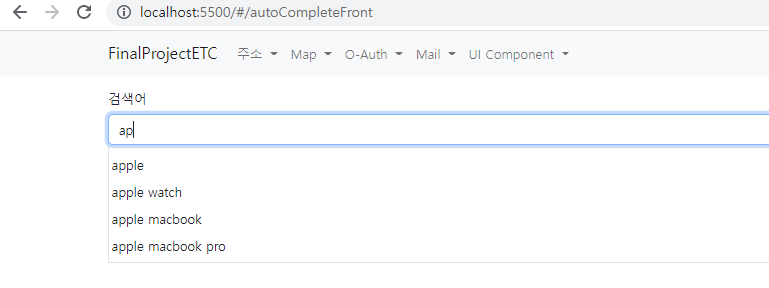 localhost:5500/#/autoCompleteFront
FinalProjectETC 주소 Map O-Auth Mail UI Component
검색어
ap
apple
apple watch
apple macbook
apple macbook pro